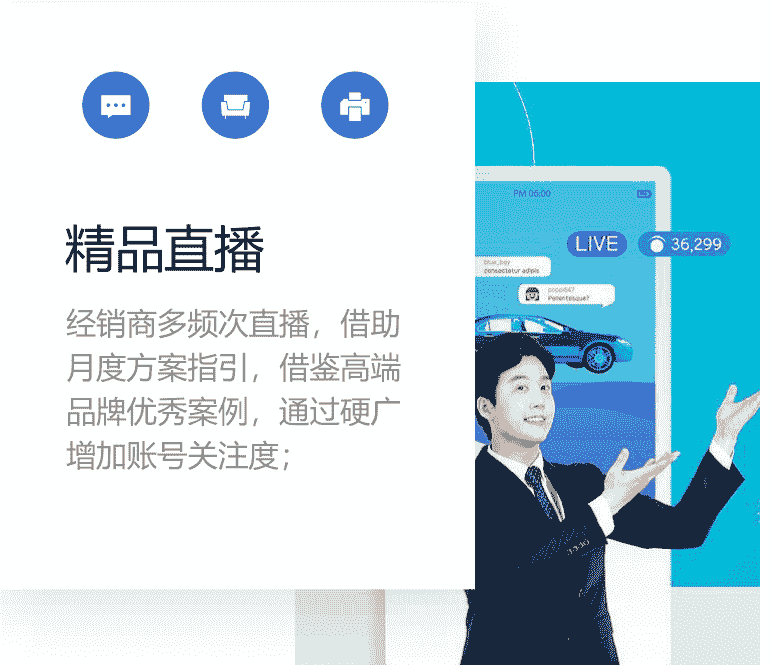 精品直播
经销商多频次直播，借助
月度方案指引，借鉴高端
品牌优秀案例，通过硬广
增加账号关注度；
PM 06:00
LIVE
36,299
blue_boy
consectetur adipis
Pellentesque?